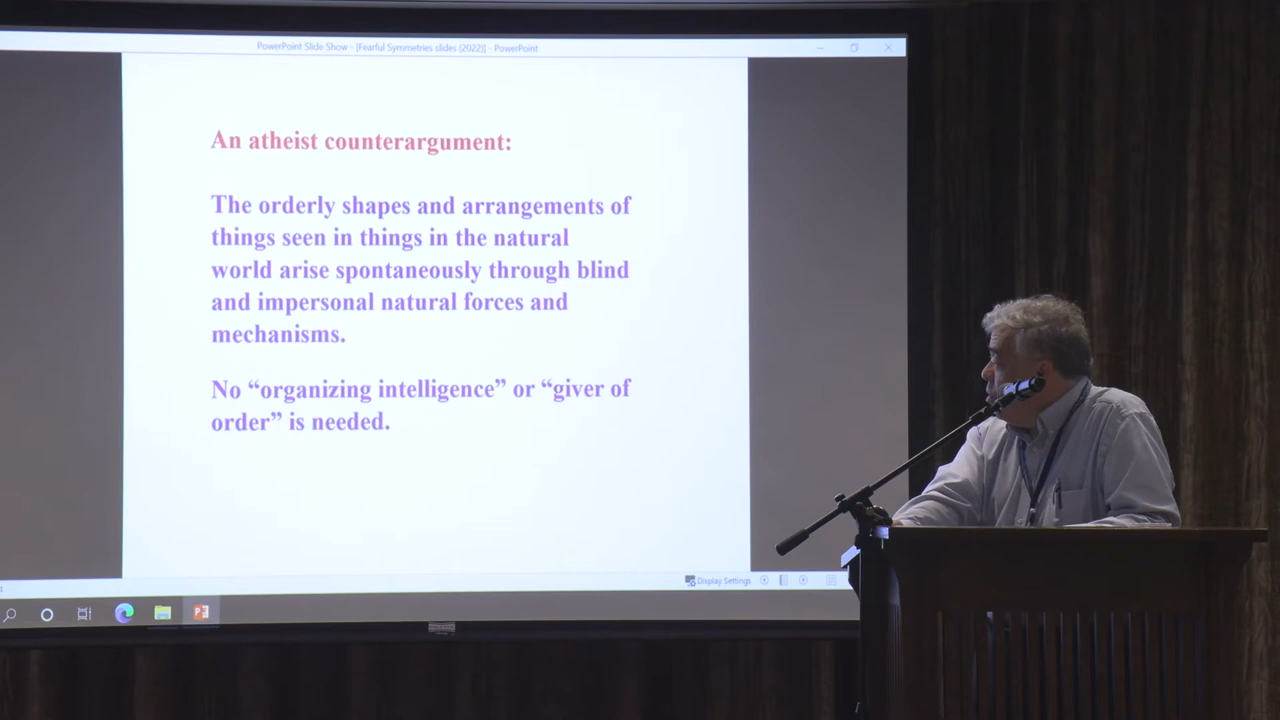 PowerPoint Slide Show - [Fearful Symmetries slides (2022)] - PowerPoint
An atheist counterargument:
The orderly shapes and arrangements of
things seen in things in the natural
world arise spontaneously through blind
and impersonal natural forces and
mechanisms.
No “organizing intelligence” or “giver of
order” is needed.
Display Settings
P